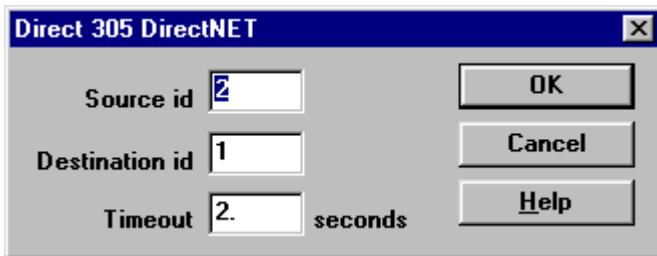 Direct 305 DirectNET
Source id 2 OK
Destination id 1 Cancel
Timeout 2. seconds Help